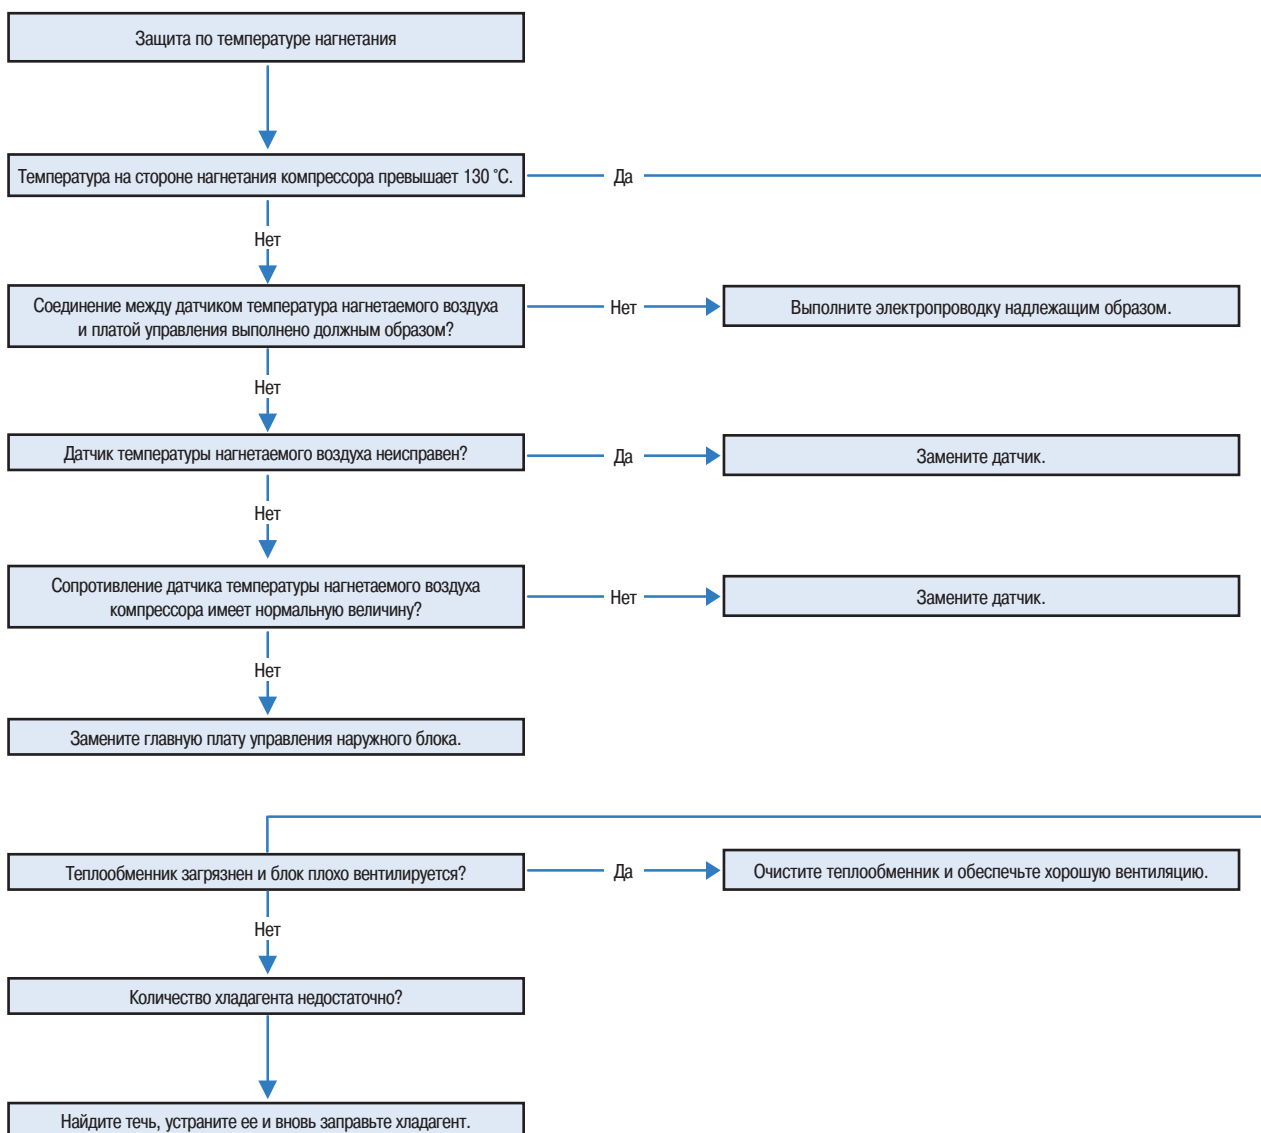 Защита по температуре нагнетания
Температура на стороне нагнетания компрессора превышает 130 °C.
Да
Нет
Соединение между датчиком температура нагнетаемого воздуха
и платой управления выполнено должным образом?
Нет
Выполните электропроводку надлежащим образом.
Нет
Датчик температуры нагнетаемого воздуха неисправен?
Да
Замените датчик.
Нет
Сопротивление датчика температуры нагнетаемого воздуха
компрессора имеет нормальную величину?
Нет
Замените датчик.
Нет
Замените главную плату управления наружного блока.
Теплообменник загрязнен и блок плохо вентилируется?
Да
Очистите теплообменник и обеспечьте хорошую вентиляцию.
Нет
Количество хладагента недостаточно?
Найдите течь, устраните ее и вновь заправьте хладагент.